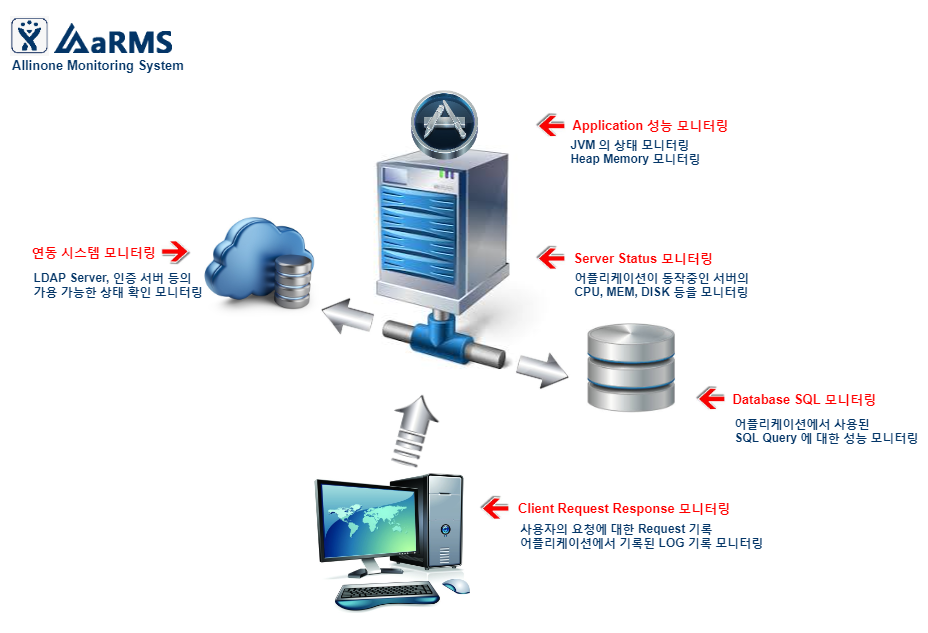 aRMS
Allinone Monitoring System
Application 성능 모니터링
JVM 의 상태 모니터링
Heap Memory 모니터링
연동 시스템 모니터링
LDAP Server, 인증 서버 등의
가용 가능한 상태 확인 모니터링
Server Status 모니터링
어플리케이션이 동작중인 서버의
CPU, MEM, DISK 등을 모니터링
Database SQL 모니터링
어플리케이션에서 사용된
SQL Query 에 대한 성능 모니터링
Client Request Response 모니터링
사용자의 요청에 대한 Request 기록
어플리케이션에서 기록된 LOG 기록 모니터링